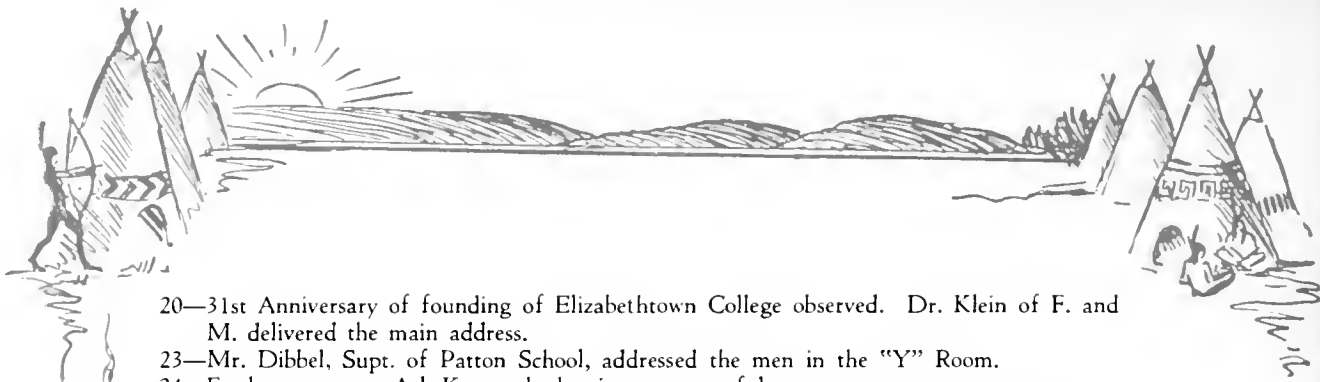 20—31st Anniversary of founding of Elizabethtown College observed. Dr. Klein of F. and
M. delivered the main address.
23—Mr. Dibbel, Supt. of Patton School, addressed the men in the "Y" Room.